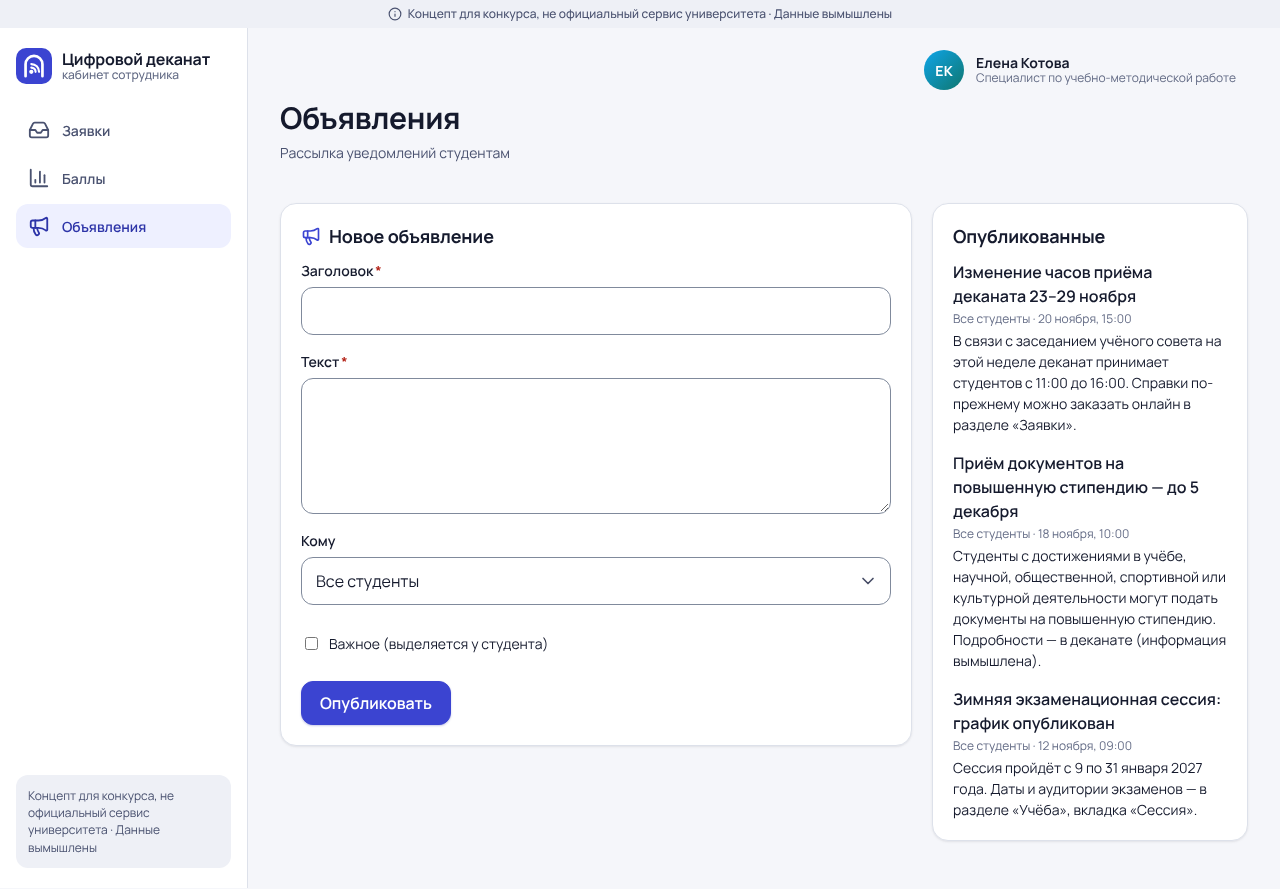 Концепт для конкурса, не официальный сервис университета · Данные вымышлены
Цифровой деканат
кабинет сотрудника
Заявки
Баллы
Объявления
Концепт для конкурса, не
официальный сервис
университета · Данные
вымышлены
ЕК
Елена Котова
Специалист по учебно-методической работе
Объявления
Рассылка уведомлений студентам
Новое объявление
Заголовок *
Текст *
Кому
Все студенты
Важное (выделяется у студента)
Опубликовать
Опубликованные
Изменение часов приёма
деканата 23–29 ноября
Все студенты · 20 ноября, 15:00
В связи с заседанием учёного совета на
этой неделе деканат принимает
студентов с 11:00 до 16:00. Справки по-
прежнему можно заказать онлайн в
разделе «Заявки».
Приём документов на
повышенную стипендию — до 5
декабря
Все студенты · 18 ноября, 10:00
Студенты с достижениями в учёбе,
научной, общественной, спортивной или
культурной деятельности могут подать
документы на повышенную стипендию.
Подробности — в деканате (информация
вымышлена).
Зимняя экзаменационная сессия:
график опубликован
Все студенты · 12 ноября, 09:00
Сессия пройдёт с 9 по 31 января 2027
года. Даты и аудитории экзаменов — в
разделе «Учёба», вкладка «Сессия».